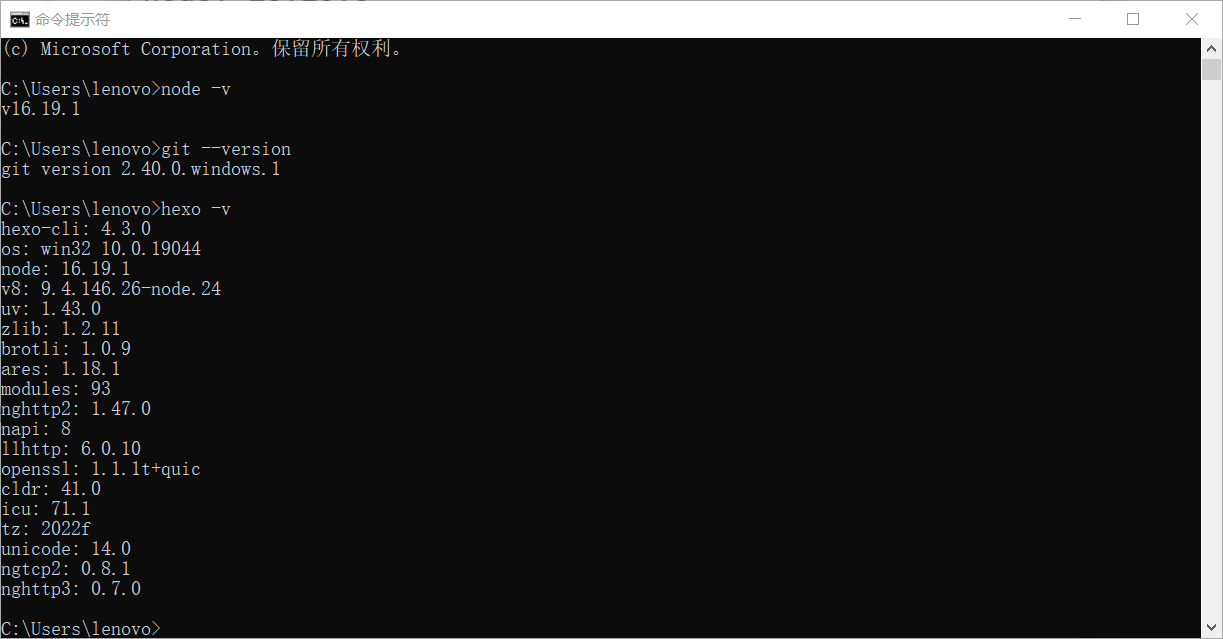 命令提示符
(c) Microsoft Corporation。保留所有权利。
C:\Users\lenovo>node -v
v16.19.1
C:\Users\lenovo>git --version
git version 2.40.0.windows.1
C:\Users\lenovo>hexo -v
hexo-cli: 4.3.0
os: win32 10.0.19044
node: 16.19.1
v8: 9.4.146.26-node.24
uv: 1.43.0
zlib: 1.2.11
brotli: 1.0.9
ares: 1.18.1
modules: 93
nghttp2: 1.47.0
napi: 8
llhttp: 6.0.10
openssl: 1.1.1t+quic
cldr: 41.0
icu: 71.1
tz: 2022f
unicode: 14.0
ngtcp2: 0.8.1
nghttp3: 0.7.0
C:\Users\lenovo>